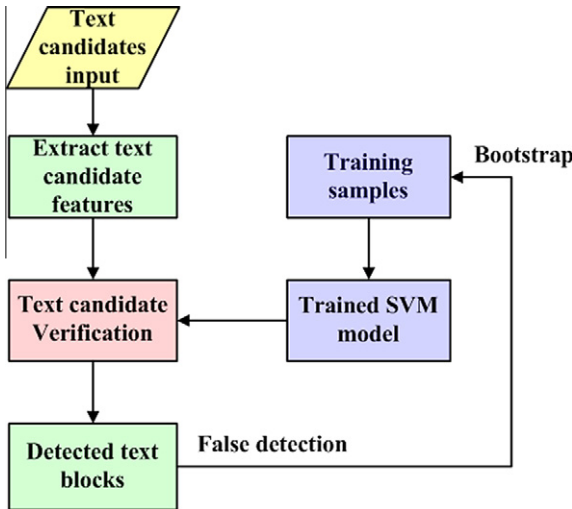 Text
candidates
input
Extract text
candidate
features
Training
samples
Bootstrap
Text candidate
Verification
Trained SVM
model
Detected text
blocks
False detection